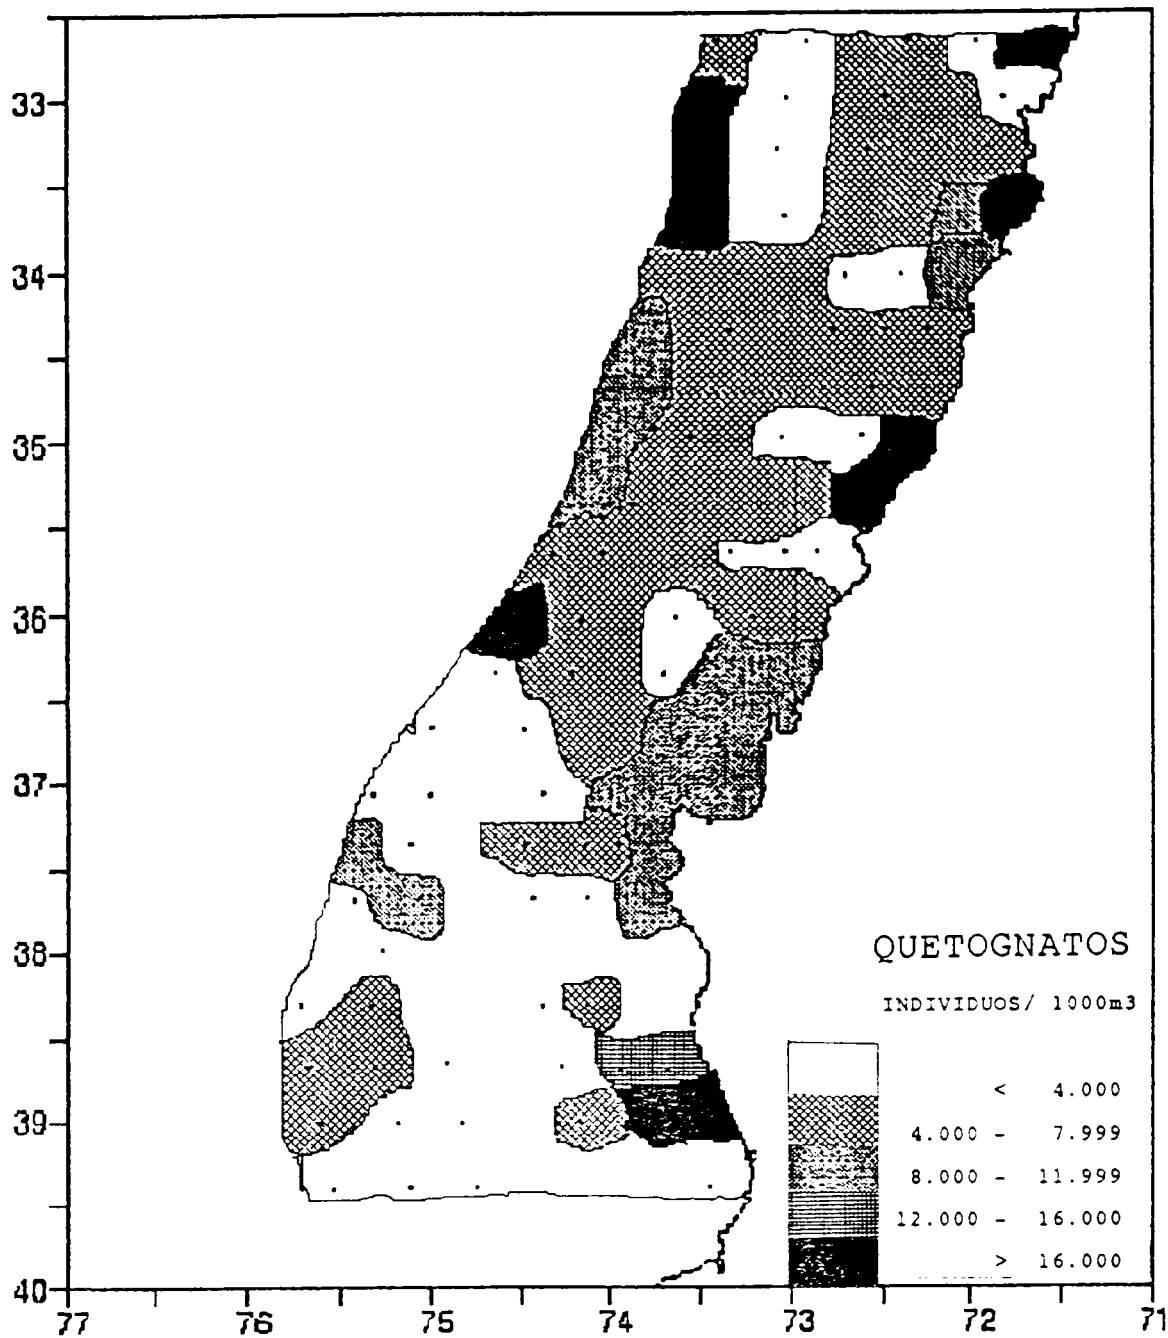 33
34
35
36
37
38
39
40
77 76 75 74 73 72 71
QUETOGNATOS
INDIVIDUOS/ 1000m3
< 4.000
4.000 - 7.999
8.000 - 11.999
12.000 - 16.000
> 16.000